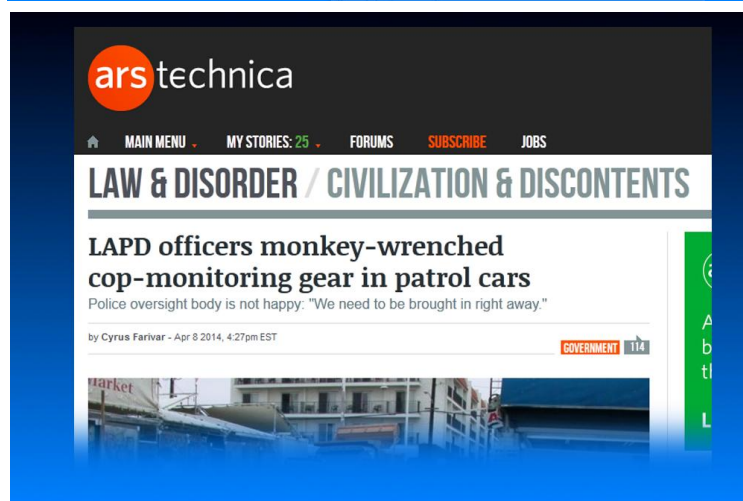 arstechnica
MAIN MENU MY STORIES: 25 FORUMS SUBSCRIBE JOBS
LAW & DISORDER / CIVILIZATION & DISCONTENTS
LAPD officers monkey-wrenched
cop-monitoring gear in patrol cars
Police oversight body is not happy: "We need to be brought in right away."
by Cyrus Farivar - Apr 8 2014, 4:27pm EST
GOVERNMENT 114
Market
A
b
L